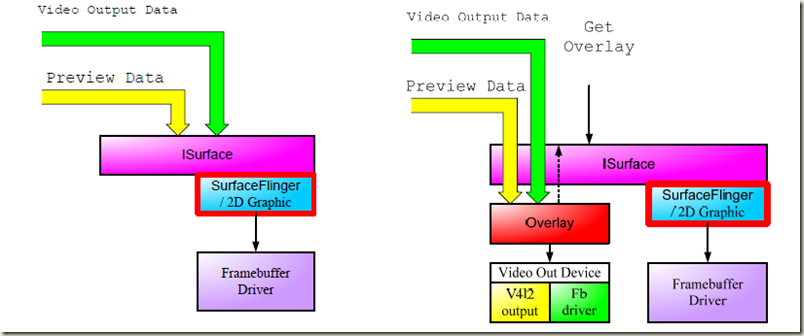 Video Output Data
Preview Data
ISurface
SurfaceFlinger
/ 2D Graphic
Framebuffer
Driver
Video Output Data
Get
Overlay
Preview Data
ISurface
SurfaceFlinger
/ 2D Graphic
Overlay
Video Out Device
V4l2
output
Fb
driver
Framebuffer
Driver